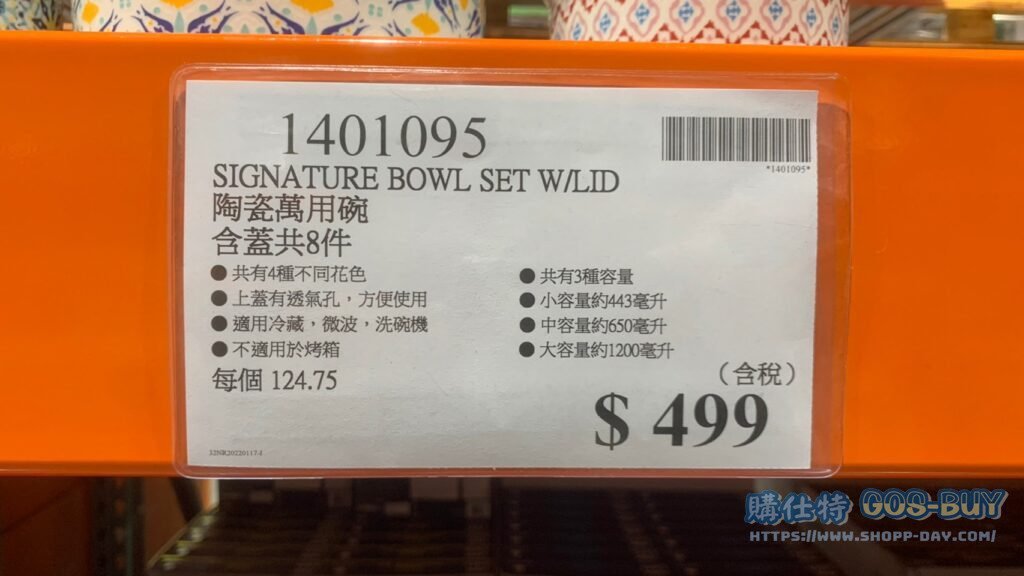 1401095
*1401095*
SIGNATURE BOWL SET W/LID
陶瓷萬用碗
含蓋共8件
●共有4種不同花色
●上蓋有透氣孔，方便使用
●適用冷藏，微波，洗碗機
●不適用於烤箱
●共有3種容量
●小容量約443毫升
●中容量約650毫升
●大容量約1200毫升
每個 124.75
（含稅）
$ 499
12NR20220117-I
購仕特 GOS-BUY
HTTPS://WWW.SHOPP-DAY.COM/